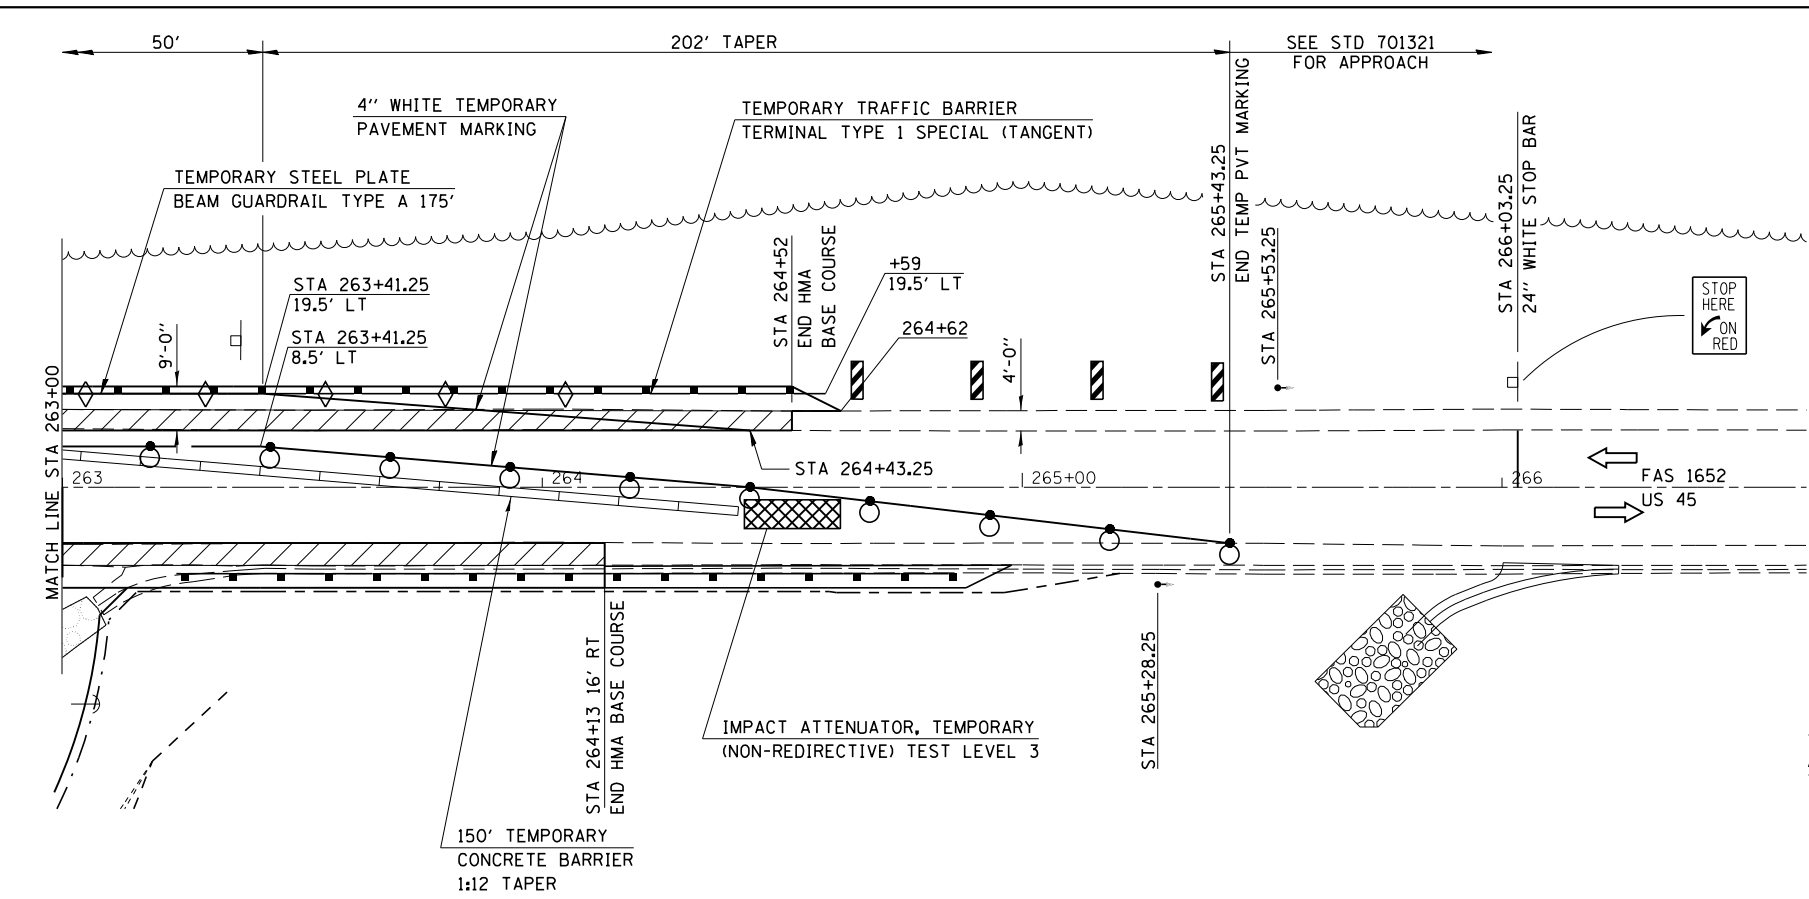 50'
202' TAPER
SEE STD 701321
FOR APPROACH
4" WHITE TEMPORARY
PAVEMENT MARKING
TEMPORARY TRAFFIC BARRIER
TERMINAL TYPE 1 SPECIAL (TANGENT)
TEMPORARY STEEL PLATE
BEAM GUARDRAIL TYPE A 175'
STA 265+43.25
END TEMP PVT MARKING
STA 265+53.25
STA 266+03.25
24" WHITE STOP BAR
STA 263+41.25
19.5' LT
STA 263+41.25
8.5' LT
9'-0"
STA 264+52
END HMA
BASE COURSE
+59
19.5' LT
264+62
4'-0"
STOP
HERE
ON
RED
MATCH LINE STA 263+00
263
264
STA 264+43.25
265+00
266
FAS 1652
US 45
STA 264+13 16' RT
END HMA BASE COURSE
IMPACT ATTENUATOR, TEMPORARY
(NON-REDIRECTIVE) TEST LEVEL 3
STA 265+28.25
150' TEMPORARY
CONCRETE BARRIER
1:12 TAPER